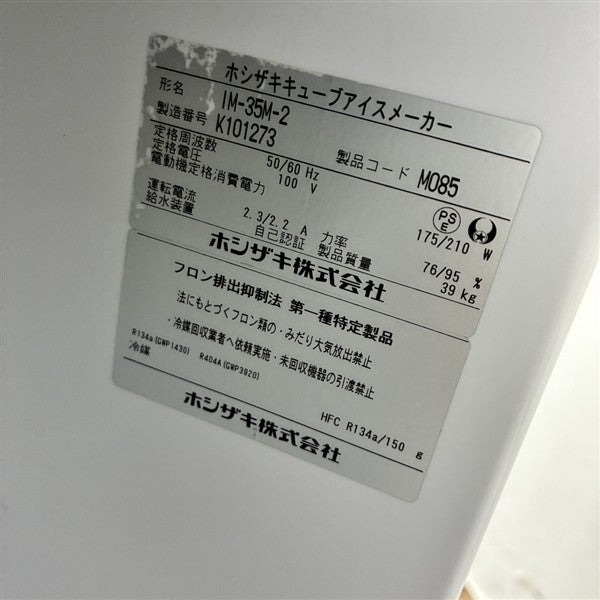 ホシザキキューブアイスメーカー
形名 IM-35M-2
製造番号 K101273 製品コード M085
定格周波数 50/60 Hz
定格電圧 100 V
電動機定格消費電力 175/210 W
運転電流 2.3/2.2 A 力率 76/95 %
給水装置 自己認証 製品質量 39 kg
PS E
ホシザキ株式会社
フロン排出抑制法 第一種特定製品
法にもとづくフロン類の・みだり大気放出禁止
・冷媒回収業者へ依頼実施・未回収機器の引渡禁止
R134a(GWP1430) R404A(GWP3920)
冷媒 HFC R134a/150 g
ホシザキ株式会社